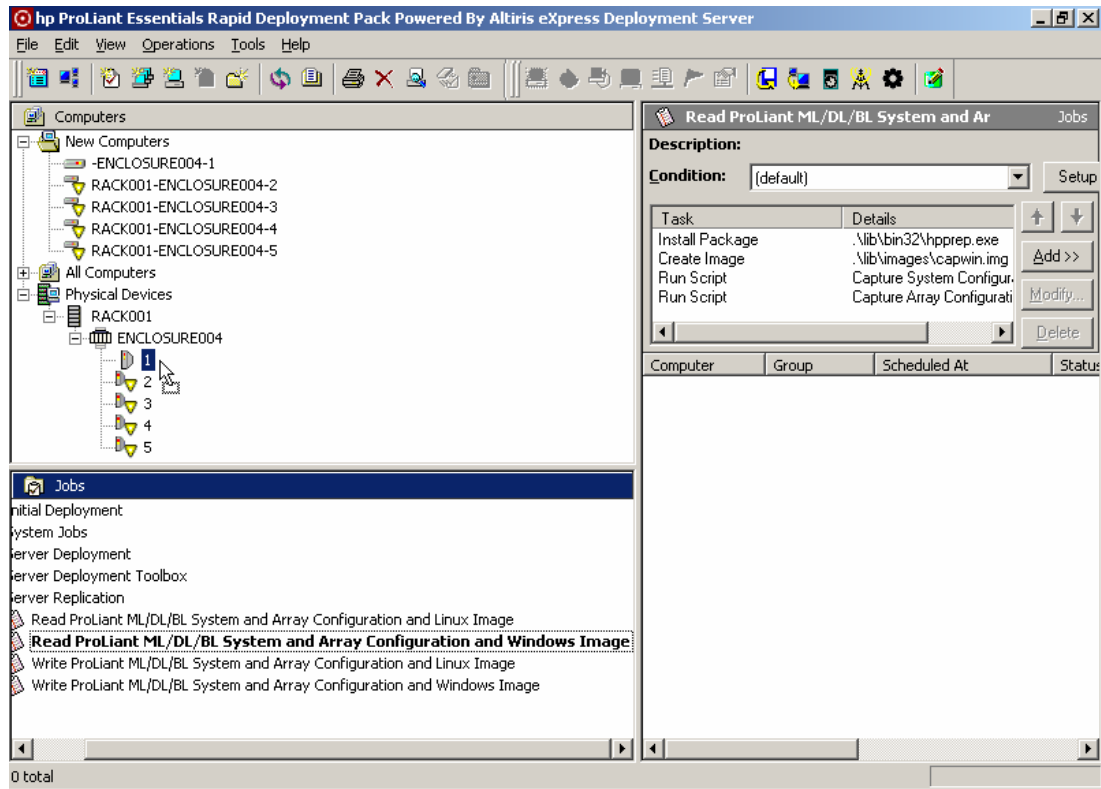 hp ProLiant Essentials Rapid Deployment Pack Powered By Altiris eXpress Deployment Server
File Edit View Operations Tools Help
Computers
New Computers
-ENCLOSURE004-1
RACK001-ENCLOSURE004-2
RACK001-ENCLOSURE004-3
RACK001-ENCLOSURE004-4
RACK001-ENCLOSURE004-5
All Computers
Physical Devices
RACK001
ENCLOSURE004
1
2
3
4
5
Jobs
nitial Deployment
ystem Jobs
erver Deployment
erver Deployment Toolbox
erver Replication
Read ProLiant ML/DL/BL System and Array Configuration and Linux Image
Read ProLiant ML/DL/BL System and Array Configuration and Windows Image
Write ProLiant ML/DL/BL System and Array Configuration and Linux Image
Write ProLiant ML/DL/BL System and Array Configuration and Windows Image
0 total
Read ProLiant ML/DL/BL System and Ar Jobs
Description:
Condition: (default) Setup
Task Details
Install Package .\lib\bin32\hpprep.exe
Create Image .\lib\images\capwin.img
Run Script Capture System Configur
Run Script Capture Array Configurati
Add >>
Modify...
Delete
Computer Group Scheduled At Status